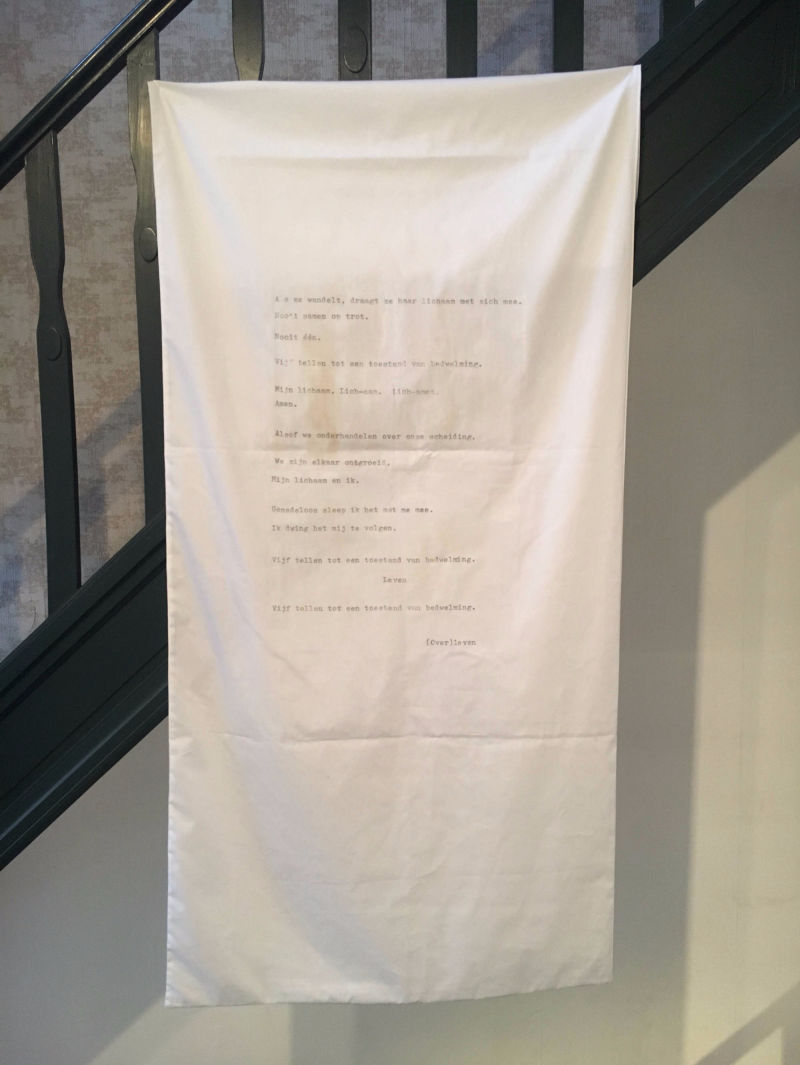 Als ze wandelt, draagt ze haar lichaam met zich mee.
Nooit samen op trot.
Nooit één.
Vijf tellen tot een toestand van bedwelming.
Mijn lichaam. Lich-aam. Lich-amen.
Amen.
Alsof we onderhandelen over onze scheiding.
We zijn elkaar ontgroeid,
Mijn lichaam en ik.
Genadeloos sleep ik het met me mee.
Ik dwing het mij te volgen.
Vijf tellen tot een toestand van bedwelming.
Leven
Vijf tellen tot een toestand van bedwelming.
(Over)leven